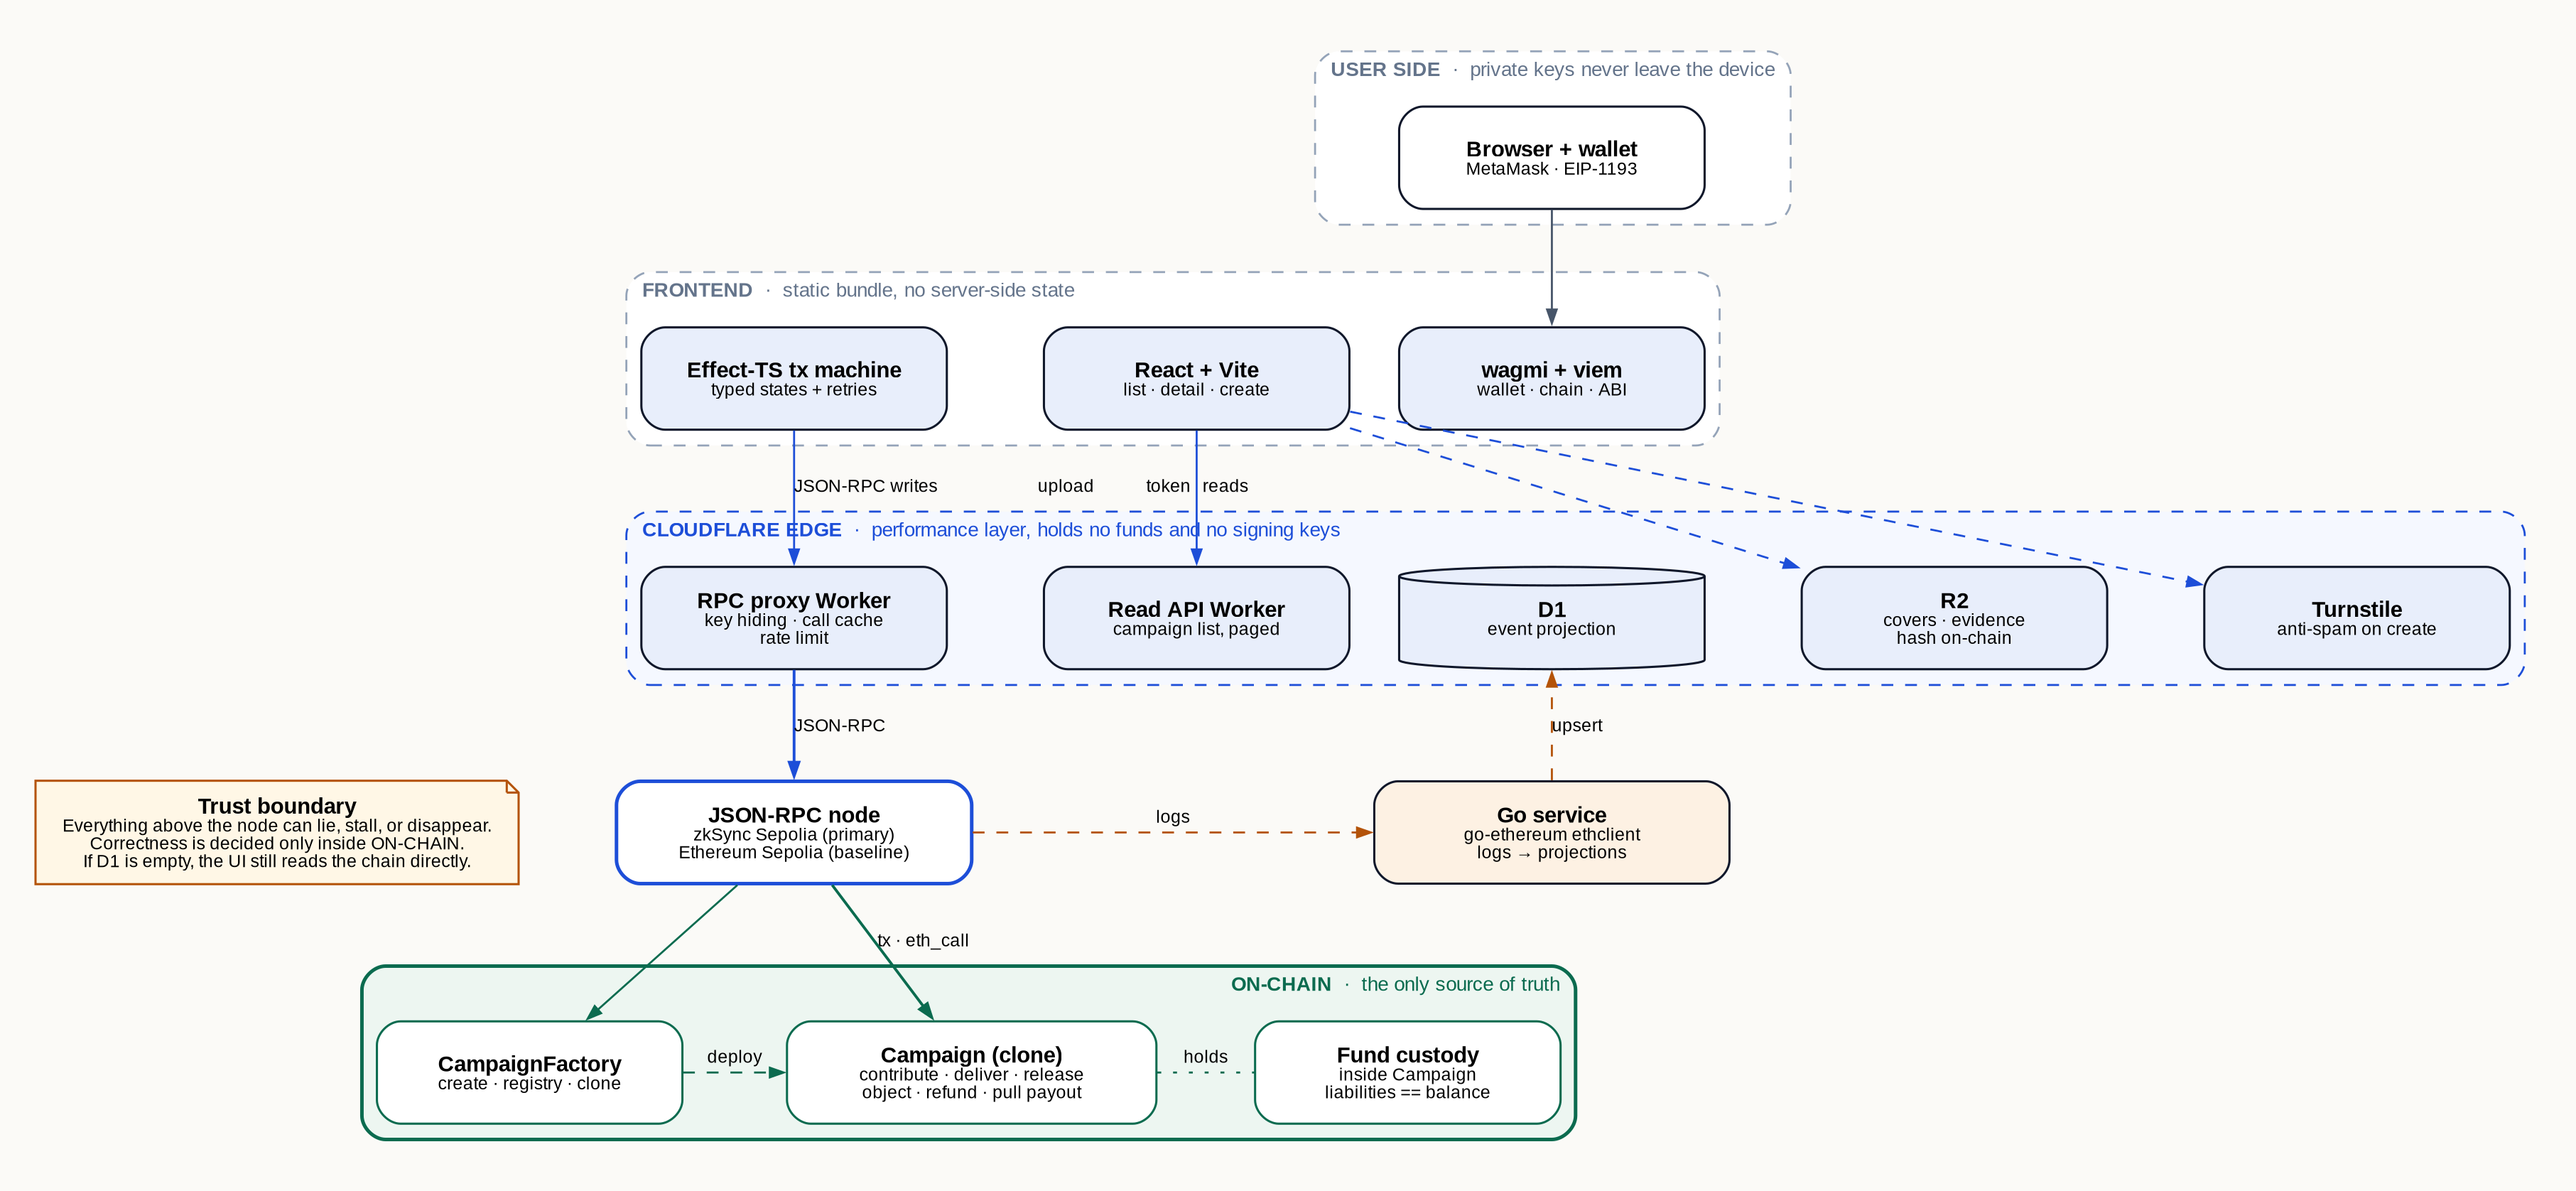 USER SIDE · private keys never leave the device
Browser + wallet
MetaMask · EIP-1193
FRONTEND · static bundle, no server-side state
Effect-TS tx machine
typed states + retries
React + Vite
list · detail · create
wagmi + viem
wallet · chain · ABI
JSON-RPC writes
upload
token
reads
CLOUDFLARE EDGE · performance layer, holds no funds and no signing keys
RPC proxy Worker
key hiding · call cache
rate limit
Read API Worker
campaign list, paged
D1
event projection
R2
covers · evidence
hash on-chain
Turnstile
anti-spam on create
JSON-RPC
upsert
Trust boundary
Everything above the node can lie, stall, or disappear.
Correctness is decided only inside ON-CHAIN.
If D1 is empty, the UI still reads the chain directly.
JSON-RPC node
zkSync Sepolia (primary)
Ethereum Sepolia (baseline)
logs
Go service
go-ethereum ethclient
logs → projections
tx · eth_call
ON-CHAIN · the only source of truth
CampaignFactory
create · registry · clone
deploy
Campaign (clone)
contribute · deliver · release
object · refund · pull payout
holds
Fund custody
inside Campaign
liabilities == balance